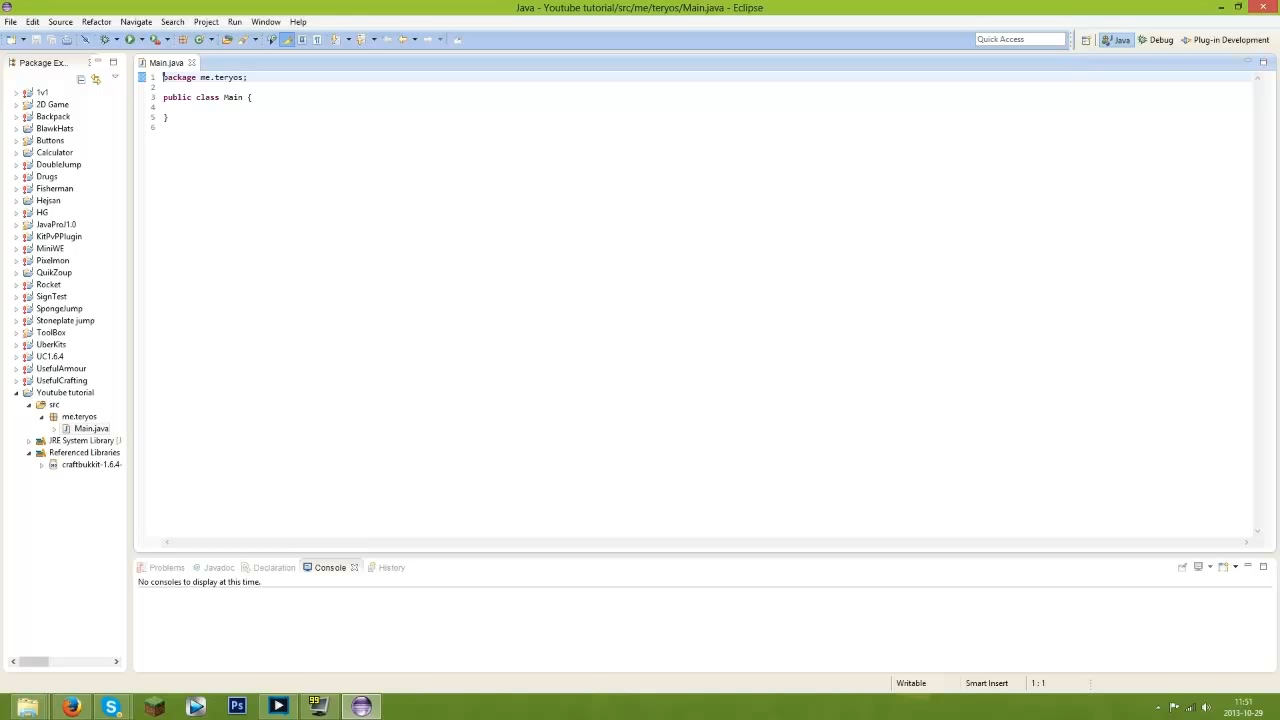 Java - Youtube tutorial/src/me/teryos/Main.java - Eclipse
File Edit Source Refactor Navigate Search Project Run Window Help
Quick Access
Java
Debug
Plug-in Development
Package Ex...
Main.java
1 package me.teryos;
2
3 public class Main {
4
5 }
6
1v1
2D Game
Backpack
BlawkHats
Buttons
Calculator
DoubleJump
Drugs
Fisherman
Hejsan
HG
JavaProJ1.0
KitPvPPlugin
MiniWE
Pixelmon
QuikZoup
Rocket
SignTest
SpongeJump
Stoneplate jump
ToolBox
UberKits
UC1.6.4
UsefulArmour
UsefulCrafting
Youtube tutorial
src
me.teryos
Main.java
JRE System Library [J
Referenced Libraries
craftbukkit-1.6.4-
Problems Javadoc Declaration Console History
No consoles to display at this time.
Writable Smart Insert 1 : 1
Ps
99
11:51
2013-10-29